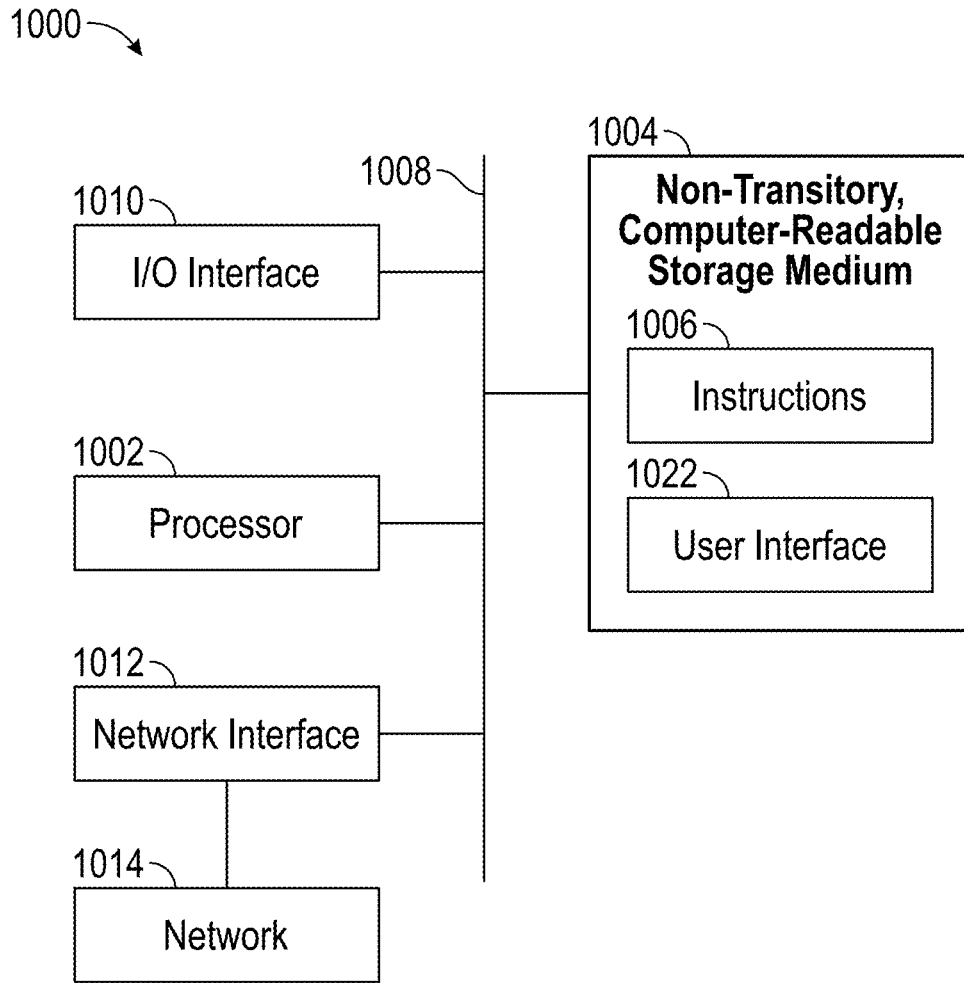 1000
1004
1008
Non-Transitory,
Computer-Readable
Storage Medium
1010
I/O Interface
1006
Instructions
1002
Processor
1022
User Interface
1012
Network Interface
1014
Network